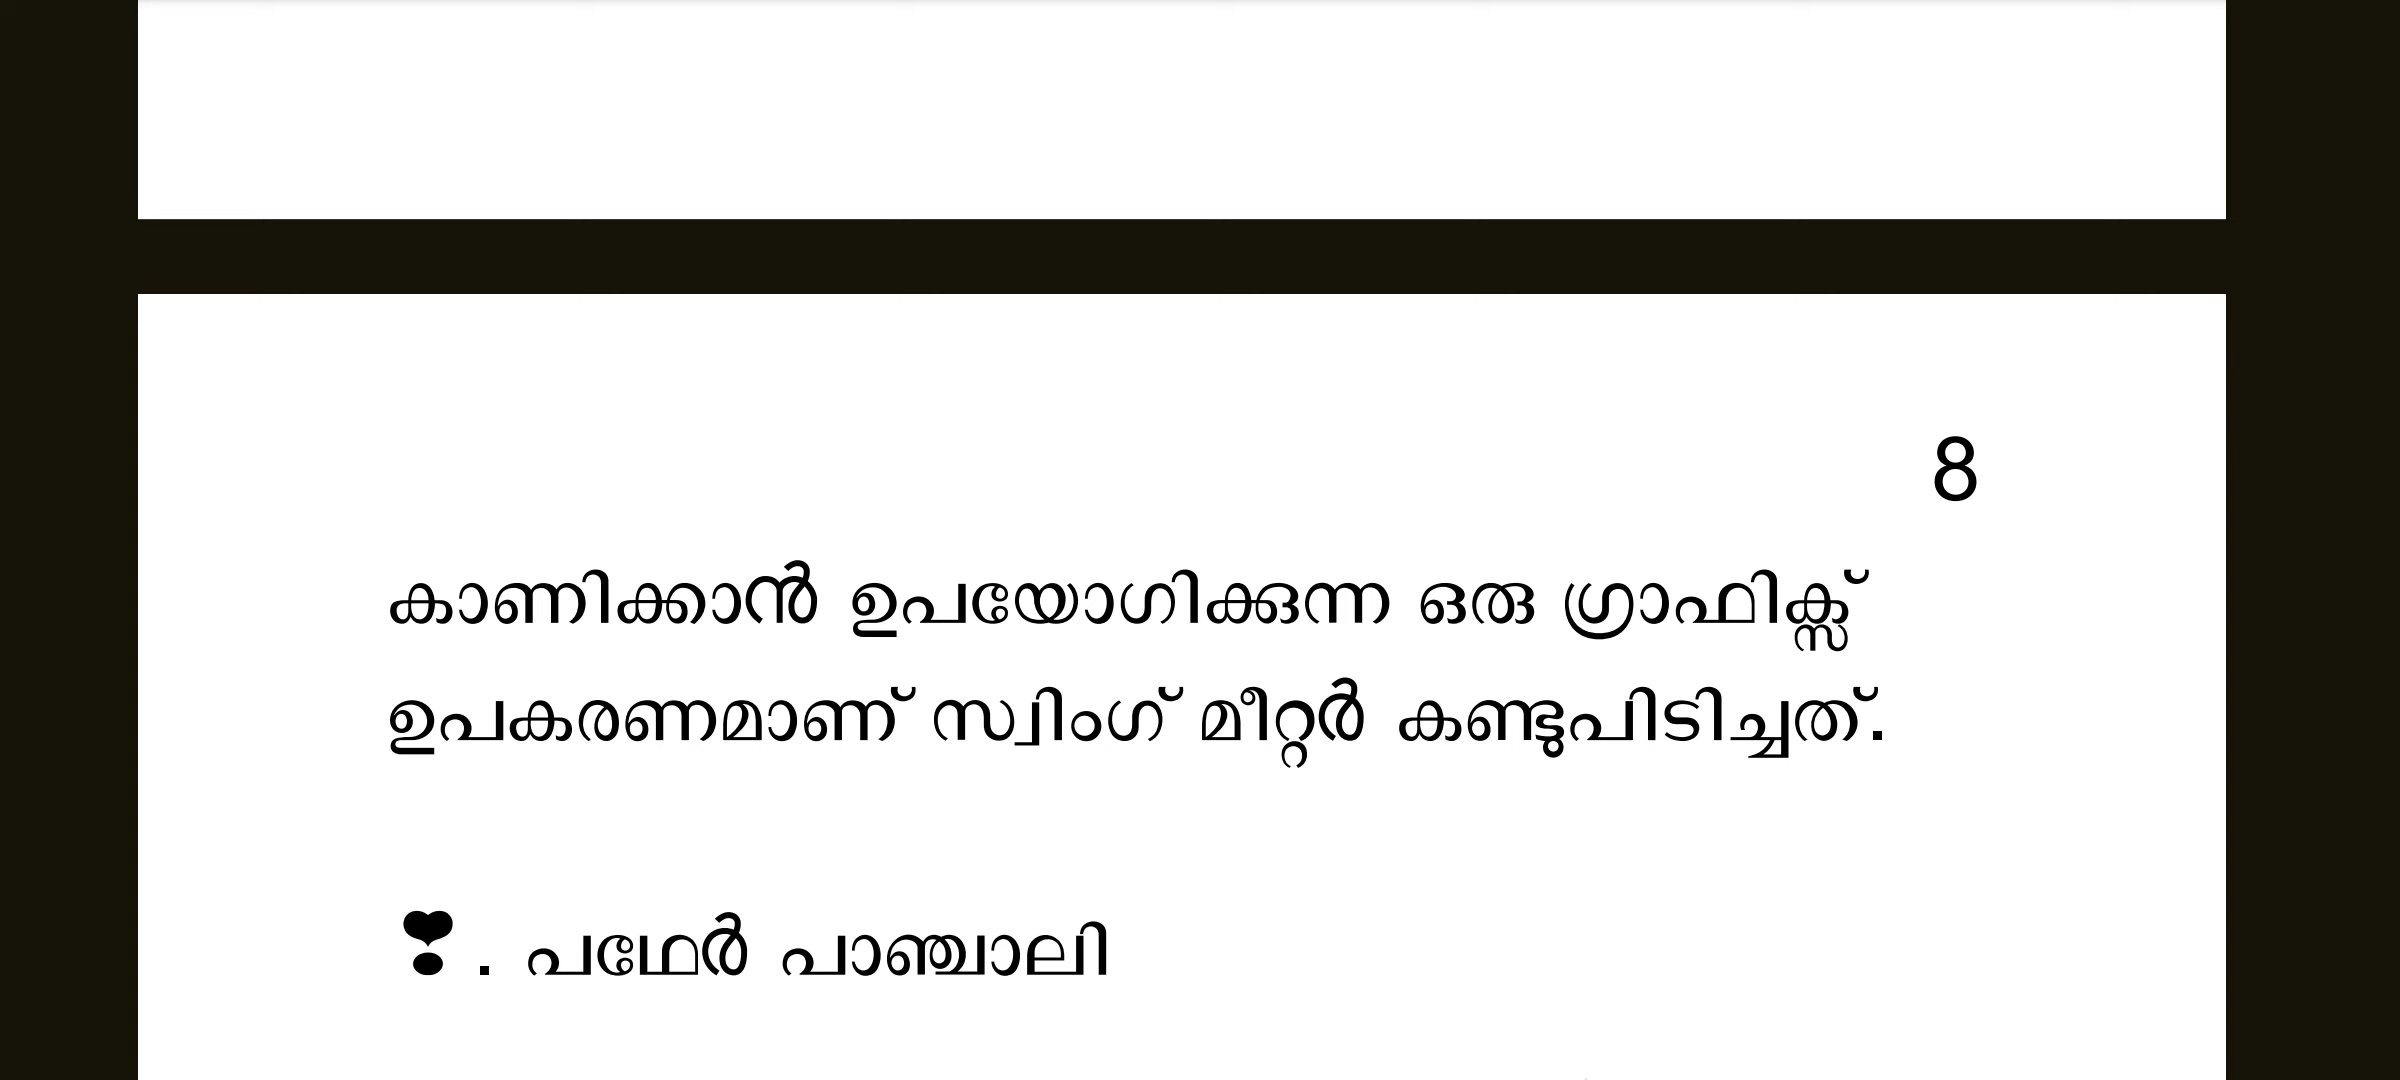 8
കാണിക്കാൻ ഉപയോഗിക്കുന്ന ഒരു ഗ്രാഫിക്സ്
ഉപകരണമാണ് സ്വിംഗ് മീറ്റർ കണ്ടുപിടിച്ചത്.
❣. പഥേർ പാഞ്ചാലി